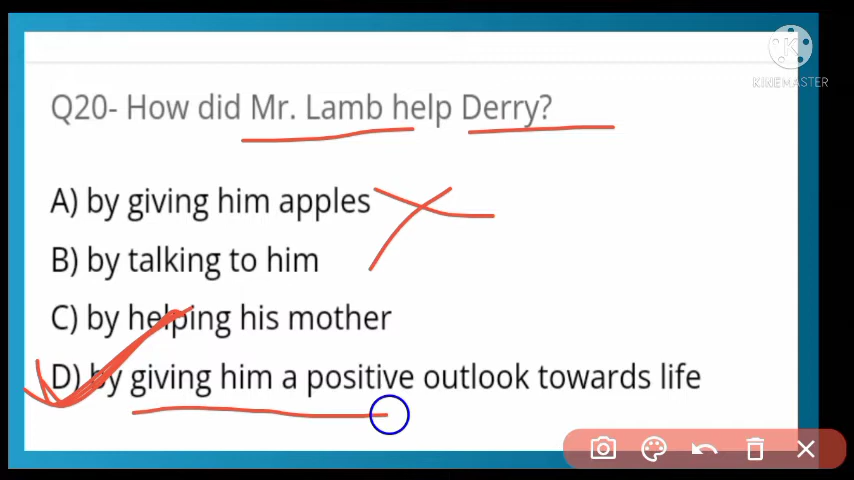 KINEMASTER
Q20- How did Mr. Lamb help Derry?
A) by giving him apples
B) by talking to him
C) by helping his mother
D) by giving him a positive outlook towards life